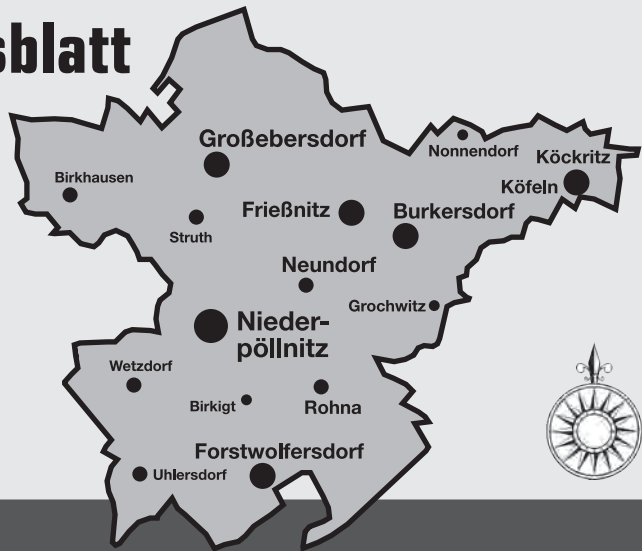 sblatt
Großebersdorf
Nonnendorf
Köckritz
Birkhausen
Köfeln
Frießnitz
Burkersdorf
Struth
Neundorf
Grochwitz
Nieder-
pöllnitz
Wetzdorf
Birkigt
Rohna
Forstwolfersdorf
Uhlersdorf